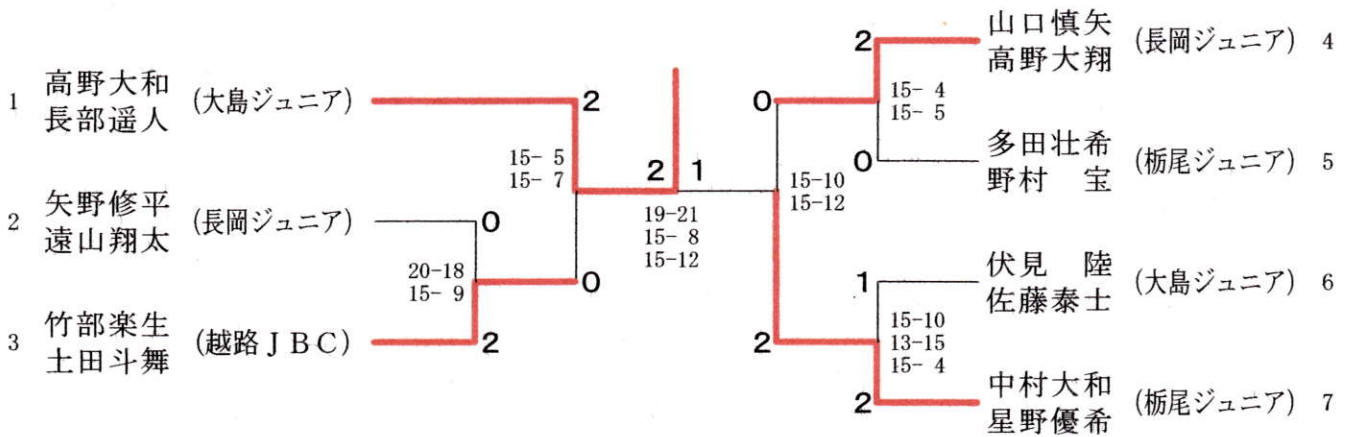 1 高野大和 長部遥人 (大島ジュニア) 2
15- 5
15- 7
2 矢野修平 遠山翔太 (長岡ジュニア) 0
20-18
15- 9
0
3 竹部楽生 土田斗舞 (越路ＪＢＣ) 2
2 1
19-21
15- 8
15-12
2 山口慎矢 高野大翔 (長岡ジュニア) 4
0
15- 4
15- 5
0 多田壮希 野村 宝 (栃尾ジュニア) 5
15-10
15-12
1 伏見 陸 佐藤泰士 (大島ジュニア) 6
15-10
13-15
15- 4
2
2 中村大和 星野優希 (栃尾ジュニア) 7